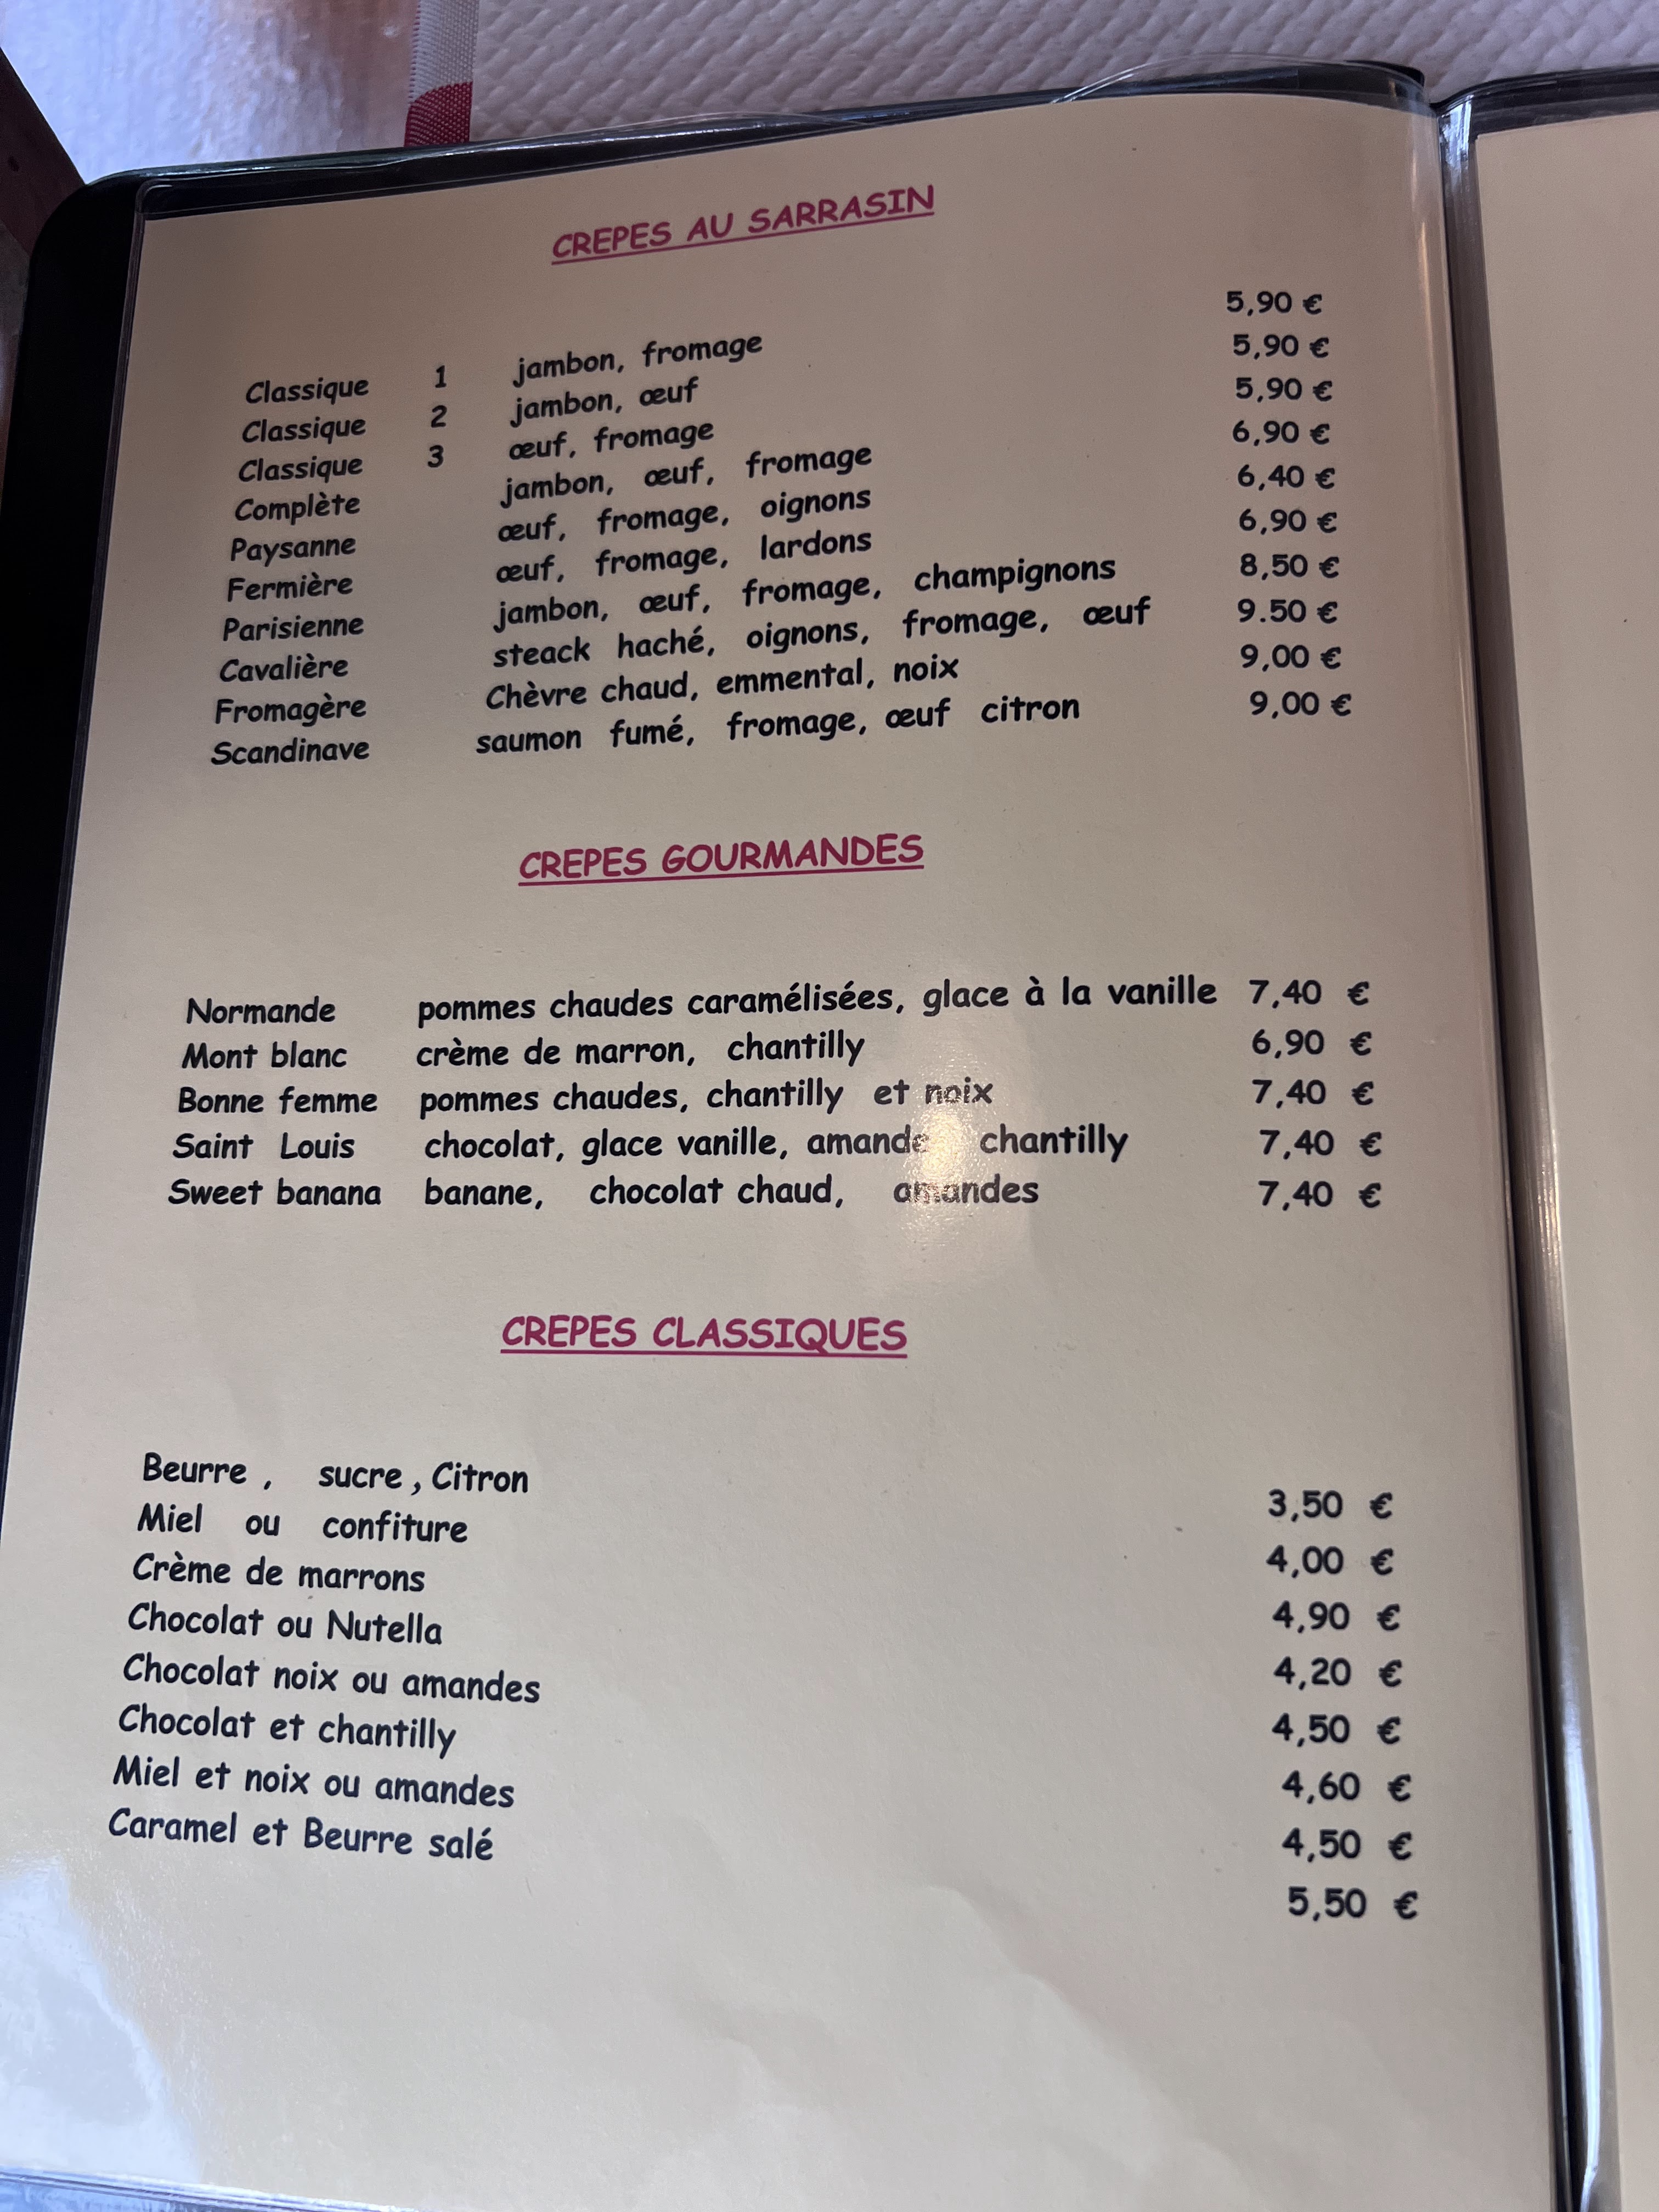 CREPES AU SARRASIN
Classique 1 jambon, fromage 5,90 €
Classique 2 jambon, œuf 5,90 €
Classique 3 œuf, fromage 5,90 €
Complète jambon, œuf, fromage 6,90 €
Paysanne œuf, fromage, oignons 6,40 €
Fermière œuf, fromage, lardons 6,90 €
Parisienne jambon, œuf, fromage, champignons 8,50 €
Cavalière steack haché, oignons, fromage, œuf 9.50 €
Fromagère Chèvre chaud, emmental, noix 9,00 €
Scandinave saumon fumé, fromage, œuf citron 9,00 €
CREPES GOURMANDES
Normande pommes chaudes caramélisées, glace à la vanille 7,40 €
Mont blanc crème de marron, chantilly 6,90 €
Bonne femme pommes chaudes, chantilly et noix 7,40 €
Saint Louis chocolat, glace vanille, chantilly 7,40 €
Sweet banana banane, chocolat chaud, amandes 7,40 €
CREPES CLASSIQUES
Beurre , sucre , Citron 3,50 €
Miel ou confiture 4,00 €
Crème de marrons 4,90 €
Chocolat ou Nutella 4,20 €
Chocolat noix ou amandes 4,50 €
Chocolat et chantilly 4,60 €
Miel et noix ou amandes 4,50 €
Caramel et Beurre salé 5,50 €